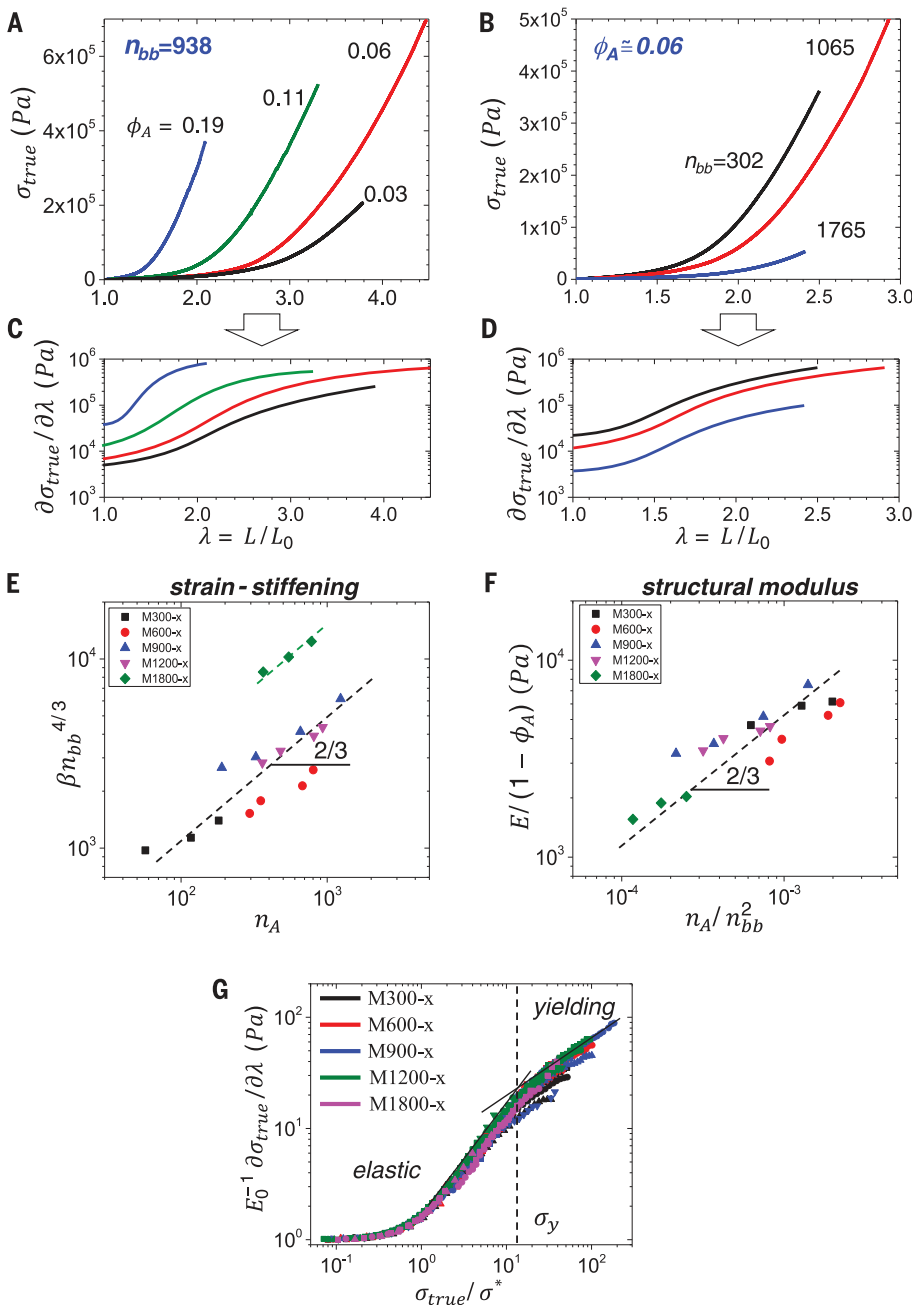 A
n_bb=938
0.06
0.11
ϕ_A = 0.19
0.03
σ_true (Pa)
6x10^5
4x10^5
2x10^5
0
1.0 2.0 3.0 4.0
B
ϕ_A ≅ 0.06
1065
n_bb=302
1765
σ_true (Pa)
5x10^5
4x10^5
3x10^5
2x10^5
1x10^5
0
1.0 1.5 2.0 2.5 3.0
C
∂σ_true/∂λ (Pa)
10^6
10^5
10^4
10^3
1.0 2.0 3.0 4.0
λ = L/L_0
D
∂σ_true/∂λ (Pa)
10^6
10^5
10^4
10^3
1.0 1.5 2.0 2.5 3.0
λ = L/L_0
E
strain-stiffening
M300-x
M600-x
M900-x
M1200-x
M1800-x
2/3
βn_bb^4/3
10^4
10^3
10^2 10^3
n_A
F
structural modulus
M300-x
M600-x
M900-x
M1200-x
M1800-x
2/3
E/(1 - ϕ_A) (Pa)
10^4
10^3
10^-4 10^-3
n_A/n_bb^2
G
M300-x
M600-x
M900-x
M1200-x
M1800-x
yielding
elastic
σ_y
E_0^-1 ∂σ_true/∂λ (Pa)
10^2
10^1
10^0
10^-1 10^0 10^1 10^2
σ_true/σ^*